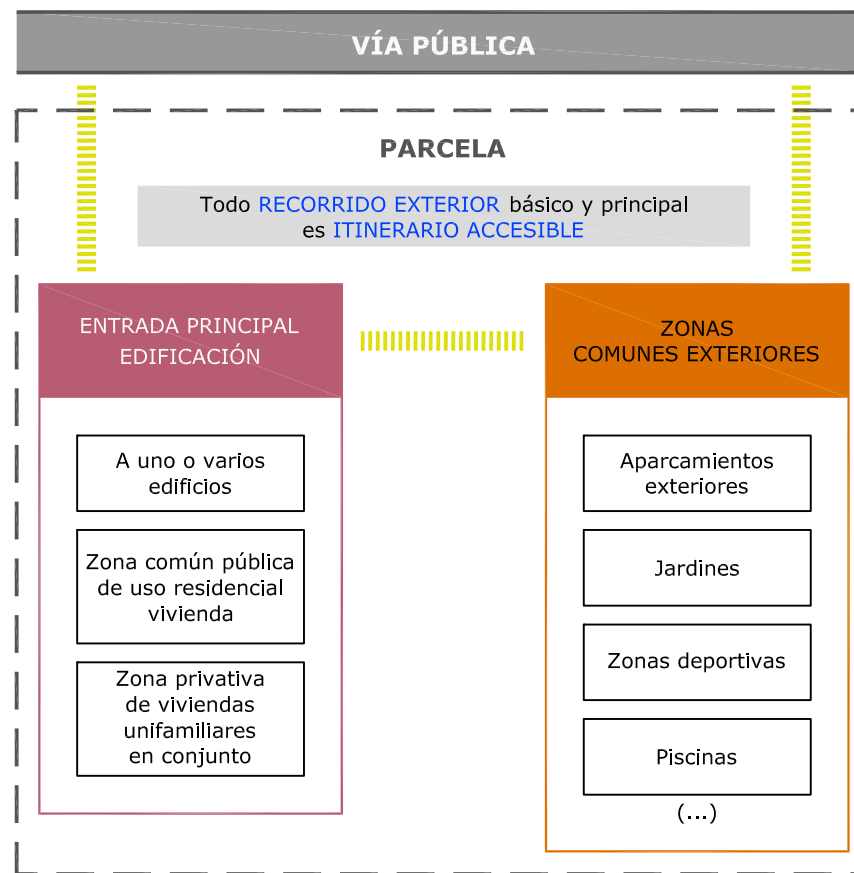 VÍA PÚBLICA
PARCELA
Todo RECORRIDO EXTERIOR básico y principal
es ITINERARIO ACCESIBLE
ENTRADA PRINCIPAL
EDIFICACIÓN
A uno o varios
edificios
Zona común pública
de uso residencial
vivienda
Zona privativa
de viviendas
unifamiliares
en conjunto
ZONAS
COMUNES EXTERIORES
Aparcamientos
exteriores
Jardines
Zonas deportivas
Piscinas
(...)